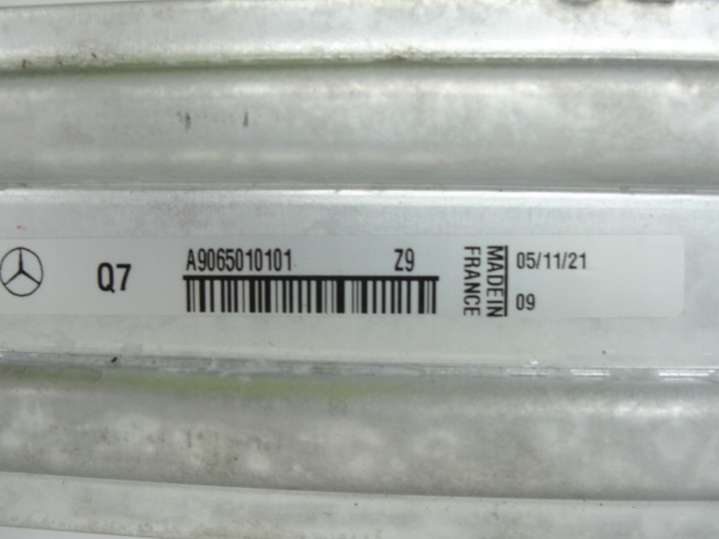 Q7
A9065010101 Z9
MADE IN
FRANCE
05/11/21
09